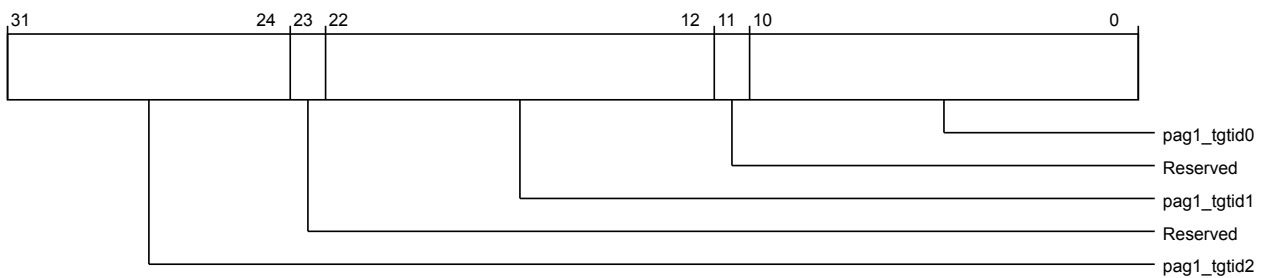 31 24 23 22 12 11 10 0
pag1_tgtid0
Reserved
pag1_tgtid1
Reserved
pag1_tgtid2